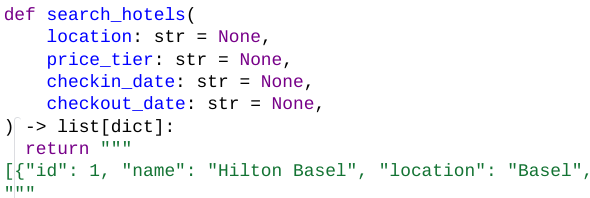 def search_hotels(
    location: str = None,
    price_tier: str = None,
    checkin_date: str = None,
    checkout_date: str = None,
) -> list[dict]:
  return """
[{"id": 1, "name": "Hilton Basel", "location": "Basel",
"""